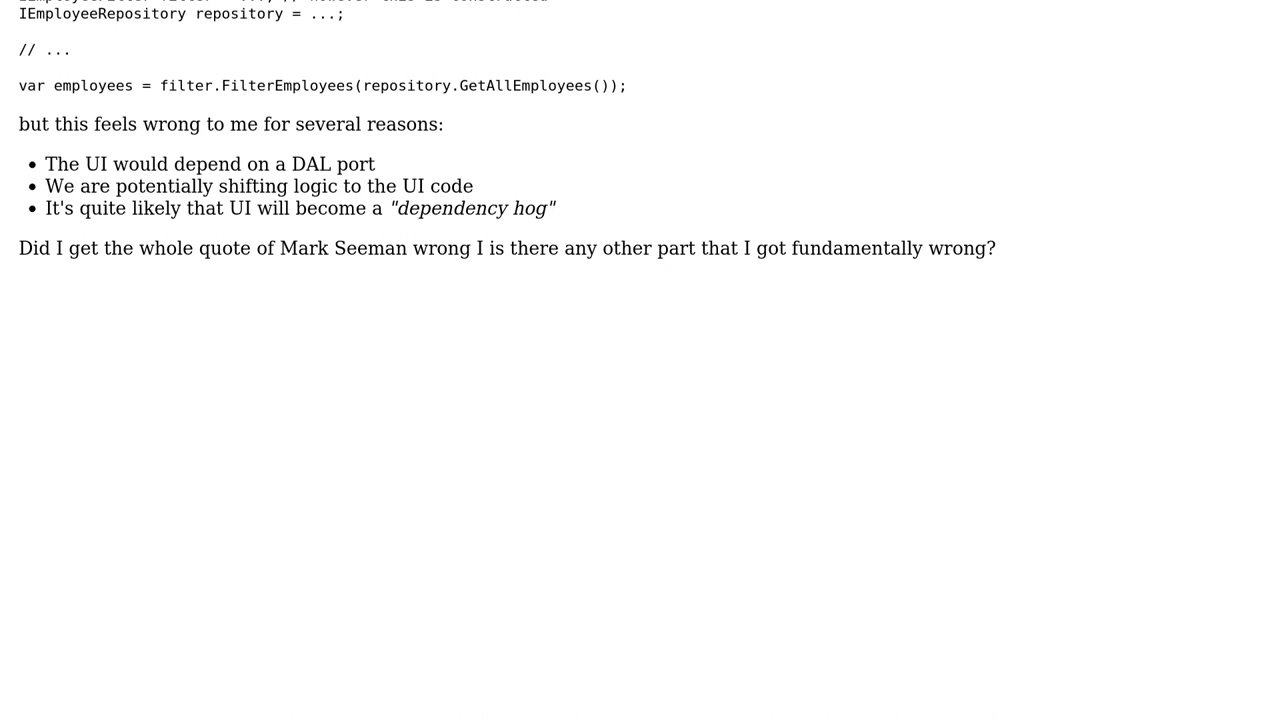 IEmployeeRepository repository = ...;
// ...
var employees = filter.FilterEmployees(repository.GetAllEmployees());
but this feels wrong to me for several reasons:
• The UI would depend on a DAL port
• We are potentially shifting logic to the UI code
• It's quite likely that UI will become a "dependency hog"
Did I get the whole quote of Mark Seeman wrong I is there any other part that I got fundamentally wrong?